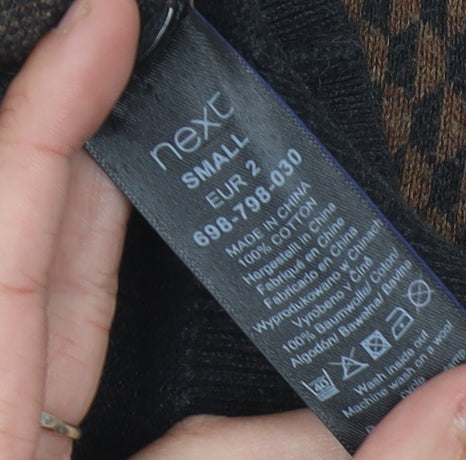 next
SMALL
EUR 2
698-798-030
MADE IN CHINA
100% COTTON
Hergestellt in China
Fabriqué en Chine
Fabricado en China
Wyprodukowano w Chinach
Vyrobeno v Číně
100% Baumwolle/ Coton/
Algodón/ Bawełna/ Bavlna
40
Wash inside out
Machine wash on a wool
cycle